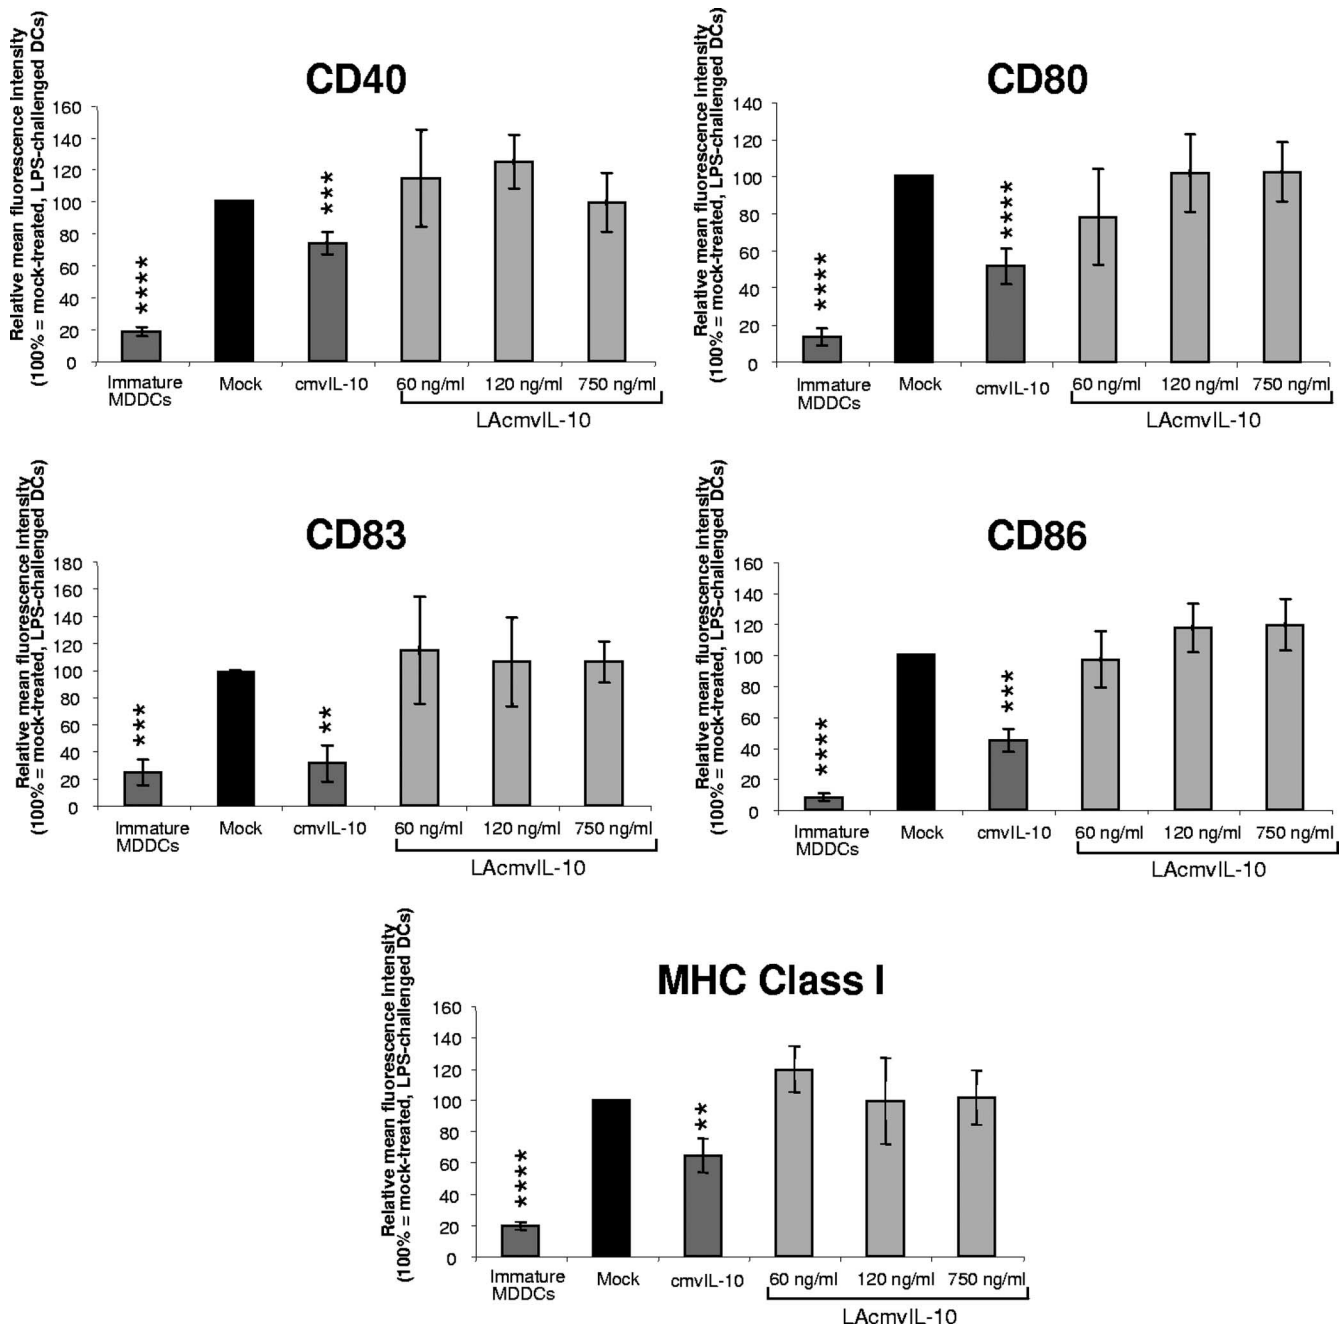 CD40
Relative mean fluorescence intensity
(100% = mock-treated, LPS-challenged DCs)
160
140
120
100
80
60
40
20
0
****
***
Immature
MDDCs
Mock
cmvIL-10
60 ng/ml
120 ng/ml
750 ng/ml
LAcmvIL-10
CD80
Relative mean fluorescence intensity
(100% = mock-treated, LPS-challenged DCs)
140
120
100
80
60
40
20
0
****
****
Immature
MDDCs
Mock
cmvIL-10
60 ng/ml
120 ng/ml
750 ng/ml
LAcmvIL-10
CD83
Relative mean fluorescence intensity
(100% = mock-treated, LPS-challenged DCs)
180
160
140
120
100
80
60
40
20
0
***
**
Immature
MDDCs
Mock
cmvIL-10
60 ng/ml
120 ng/ml
750 ng/ml
LAcmvIL-10
CD86
Relative mean fluorescence intensity
(100% = mock-treated, LPS-challenged DCs)
160
140
120
100
80
60
40
20
0
****
***
Immature
MDDCs
Mock
cmvIL-10
60 ng/ml
120 ng/ml
750 ng/ml
LAcmvIL-10
MHC Class I
Relative mean fluorescence intensity
(100% = mock-treated, LPS-challenged DCs)
160
140
120
100
80
60
40
20
0
****
**
Immature
MDDCs
Mock
cmvIL-10
60 ng/ml
120 ng/ml
750 ng/ml
LAcmvIL-10